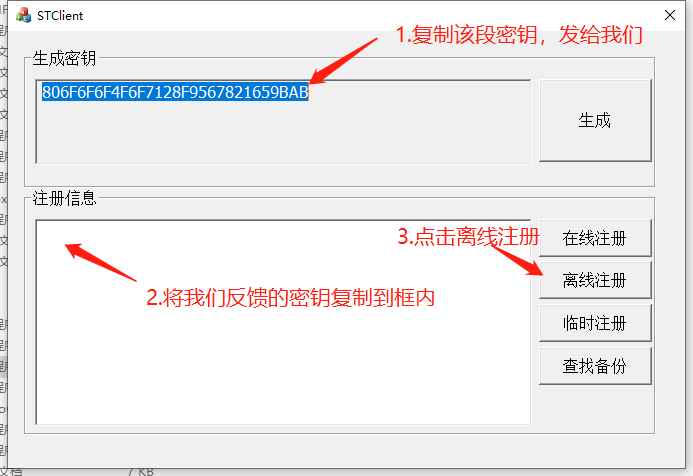 STClient
1.复制该段密钥，发给我们
生成密钥
806F6F6F4F6F7128F9567821659BAB
生成
注册信息
3.点击离线注册
在线注册
离线注册
2.将我们反馈的密钥复制到框内
临时注册
查找备份
7 KB